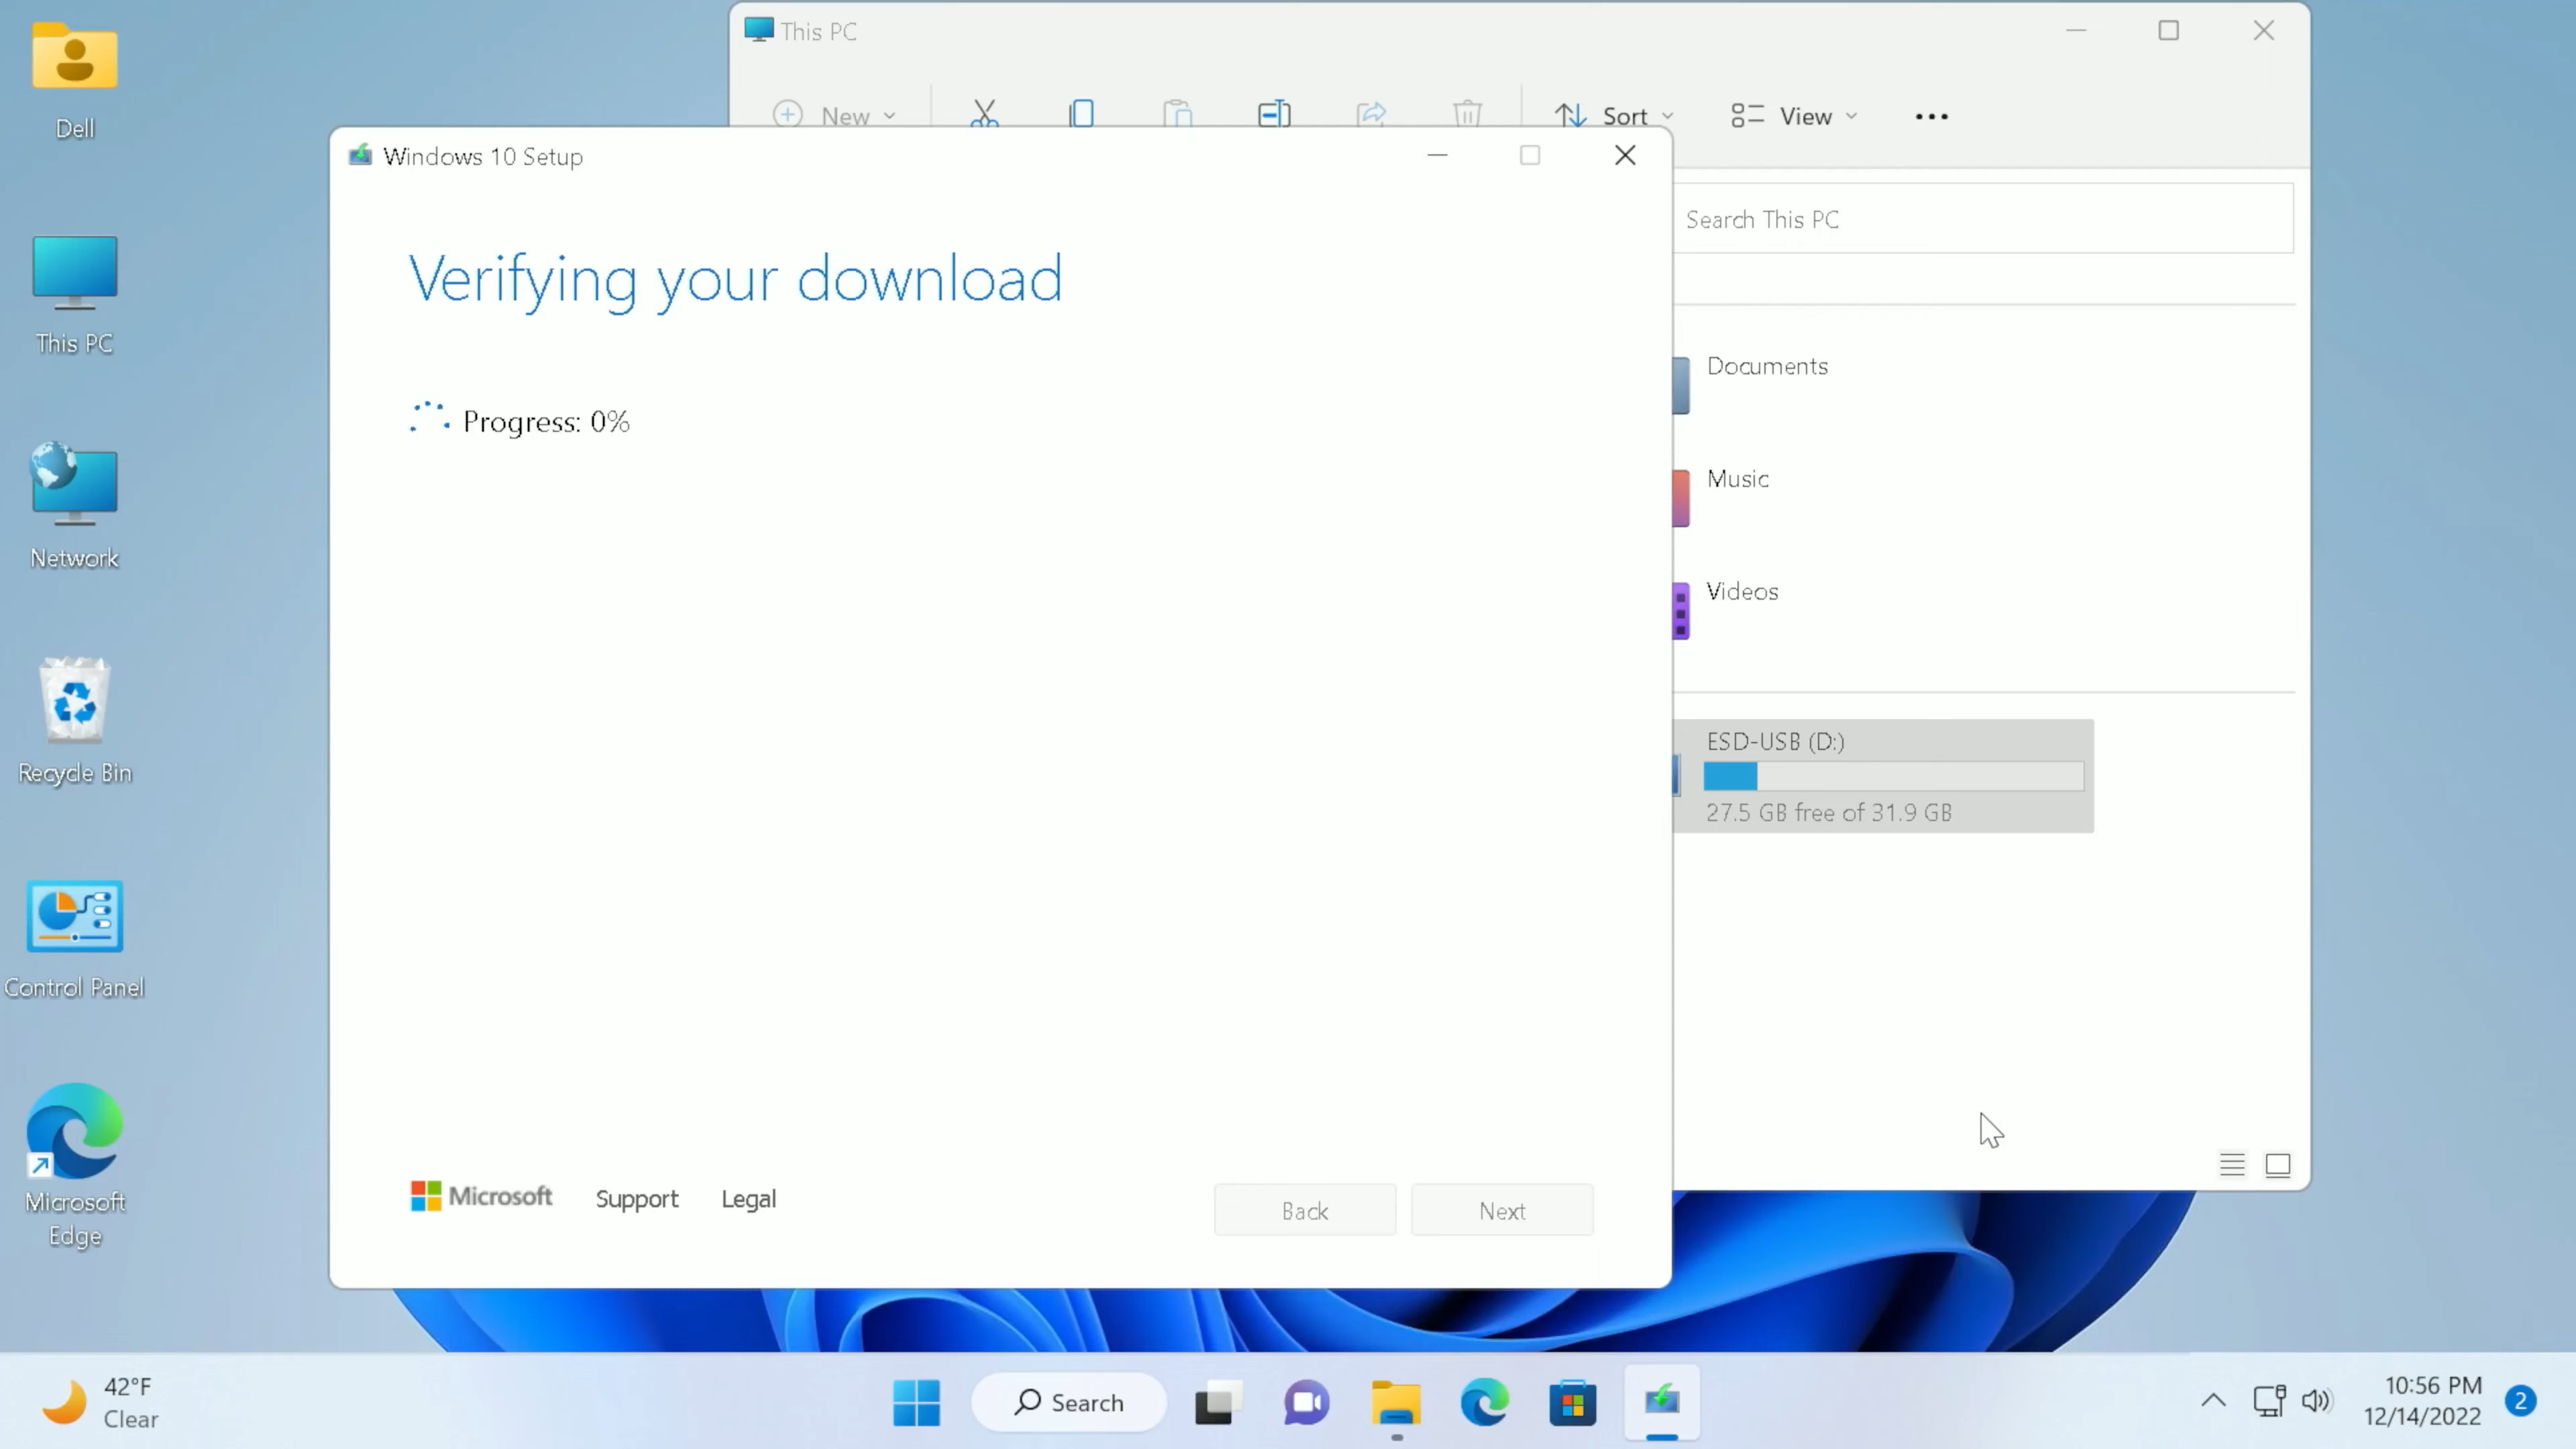 Dell
This PC
Network
Recycle Bin
Control Panel
Microsoft
Edge
This PC
New
Sort
View
Search This PC
Documents
Music
Videos
ESD-USB (D:)
27.5 GB free of 31.9 GB
Windows 10 Setup
Verifying your download
Progress: 0%
Microsoft
Support
Legal
Back
Next
42°F
Clear
Search
10:56 PM
12/14/2022
2